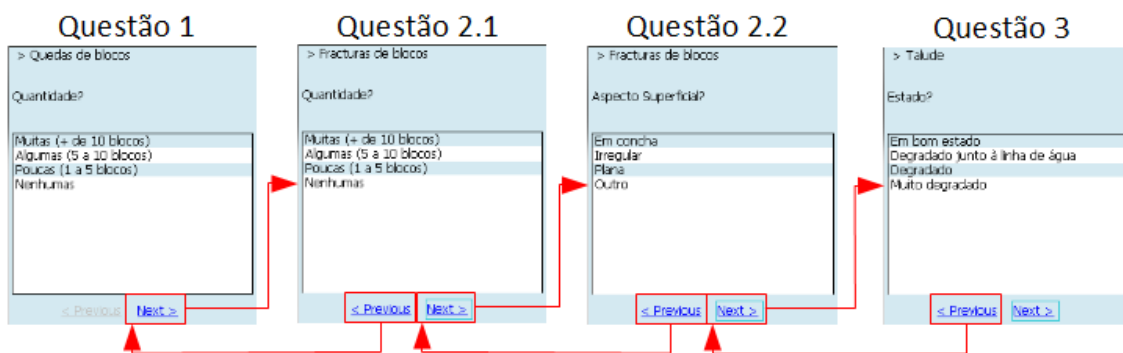 Questão 1
> Quedas de blocos
Quantidade?
Muitas (+ de 10 blocos)
Algumas (5 a 10 blocos)
Poucas (1 a 5 blocos)
Nenhumas
< Previous Next >
Questão 2.1
> Fracturas de blocos
Quantidade?
Muitas (+ de 10 blocos)
Algumas (5 a 10 blocos)
Poucas (1 a 5 blocos)
Nenhumas
< Previous Next >
Questão 2.2
> Fracturas de blocos
Aspecto Superficial?
Em concha
Irregular
Plana
Outro
< Previous Next >
Questão 3
> Talude
Estado?
Em bom estado
Degradado junto à linha de água
Degradado
Muito degradado
< Previous Next >